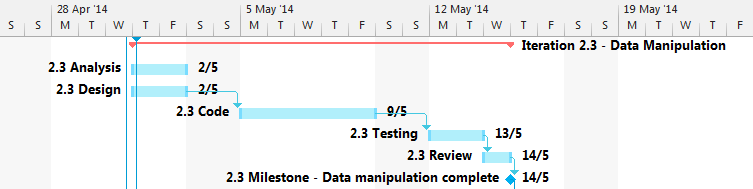 28 Apr '14 5 May '14 12 May '14 19 May '14
S S M T W T F S S M T W T F S S M T W T F S S M T W T F
Iteration 2.3 - Data Manipulation
2.3 Analysis 2/5
2.3 Design 2/5
2.3 Code 9/5
2.3 Testing 13/5
2.3 Review 14/5
2.3 Milestone - Data manipulation complete 14/5